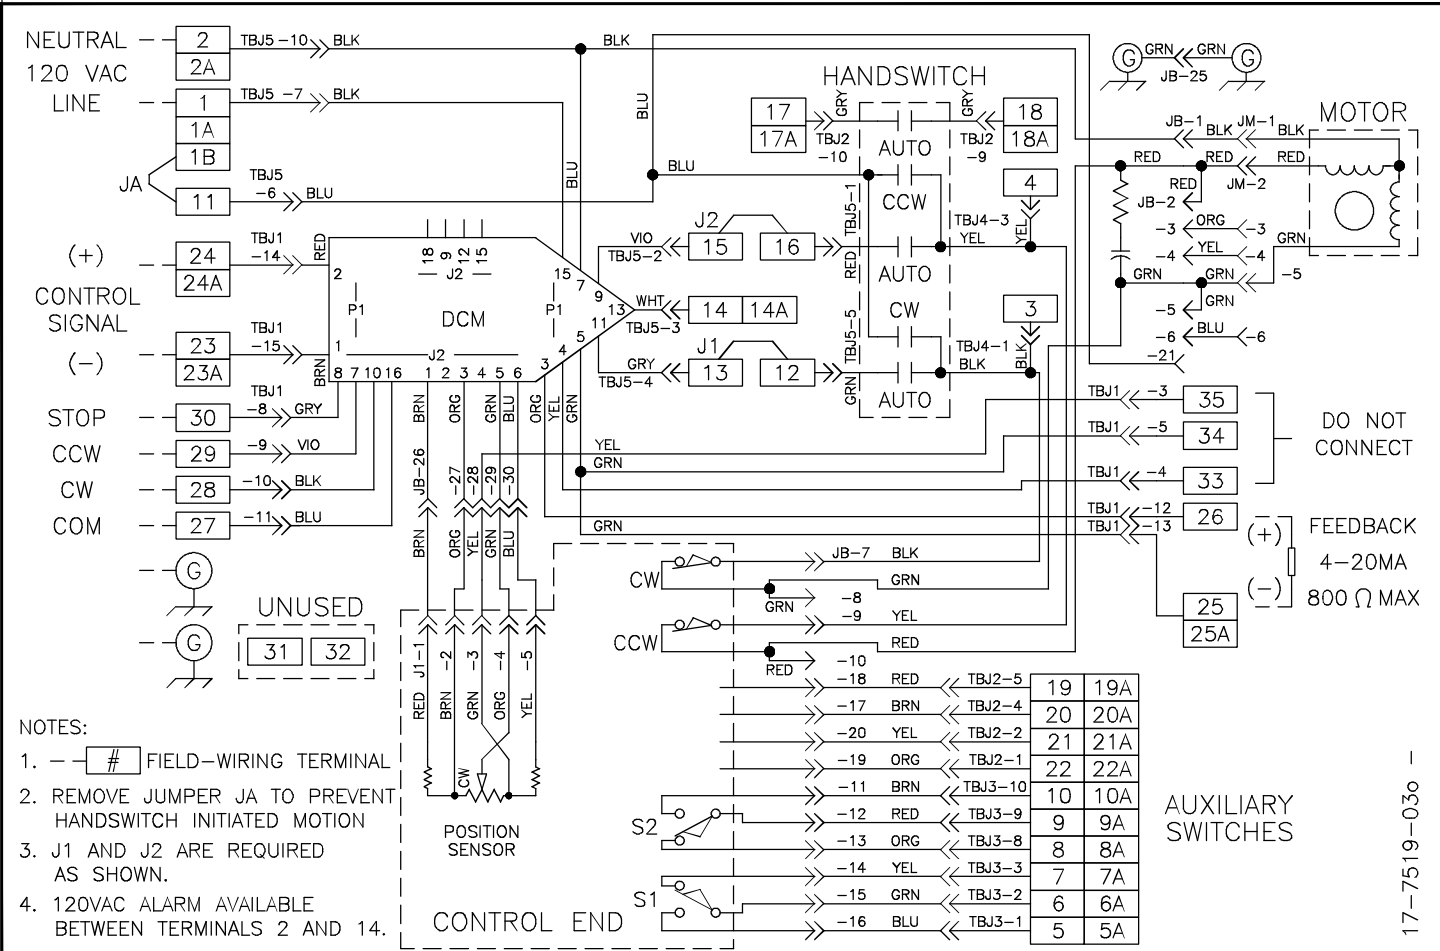 NEUTRAL
2
2A
TBJ5 -10
BLK
BLK
120 VAC
LINE
1
1A
1B
TBJ5 -7
BLK
JA
11
TBJ5
-6
BLU
BLU
BLU
BLU
(+)
24
24A
TBJ1
-14
RED
CONTROL
SIGNAL
(-)
23
23A
TBJ1
-15
BRN
STOP
30
TBJ1
-8
GRY
CCW
29
-9
VIO
CW
28
-10
BLK
COM
27
-11
BLU
G
G
UNUSED
31
32
18
9
12
15
J2
2
P1
DCM
P1
1
J2
8 7 10 16
1 2 3 4 5 6
15
7
9
13
11
5
4
3
VIO
TBJ5-2
J2
15
16
WHT
TBJ5-3
14
14A
GRY
TBJ5-4
J1
13
12
HANDSWITCH
17
17A
TBJ2
-10
GRY
AUTO
GRY
TBJ2
-9
18
18A
CCW
TBJ5-1
RED
AUTO
TBJ4-3
YEL
YEL
4
CW
TBJ5-5
GRN
AUTO
TBJ4-1
BLK
BLK
3
G
GRN
GRN
G
JB-25
MOTOR
JB-1
BLK
JM-1
BLK
RED
RED
RED
RED
JM-2
JB-2
-3
ORG
-3
-4
YEL
-4
GRN
GRN
GRN
-5
GRN
-5
-6
BLU
-6
-21
BRN
ORG
GRN
BLU
ORG
YEL
GRN
JB-26
-27
-28
-29
-30
BRN
ORG
YEL
GRN
BLU
YEL
GRN
GRN
TBJ1
-3
35
TBJ1
-5
34
TBJ1
-4
33
DO NOT
CONNECT
TBJ1
-12
26
TBJ1
-13
(+)
(-)
FEEDBACK
4-20MA
800 Ω MAX
25
25A
J1-1
-2
-3
-4
-5
RED
BRN
GRN
ORG
YEL
CW
POSITION
SENSOR
CONTROL END
CW
JB-7
BLK
GRN
GRN
-8
CCW
-9
YEL
RED
RED
-10
-18
RED
TBJ2-5
19
19A
-17
BRN
TBJ2-4
20
20A
-20
YEL
TBJ2-2
21
21A
-19
ORG
TBJ2-1
22
22A
-11
BRN
TBJ3-10
10
10A
S2
-12
RED
TBJ3-9
9
9A
-13
ORG
TBJ3-8
8
8A
-14
YEL
TBJ3-3
7
7A
S1
-15
GRN
TBJ3-2
6
6A
-16
BLU
TBJ3-1
5
5A
AUXILIARY
SWITCHES
NOTES:
1. -- # FIELD-WIRING TERMINAL
2. REMOVE JUMPER JA TO PREVENT
HANDSWITCH INITIATED MOTION
3. J1 AND J2 ARE REQUIRED
AS SHOWN.
4. 120VAC ALARM AVAILABLE
BETWEEN TERMINALS 2 AND 14.
17-7519-03o -